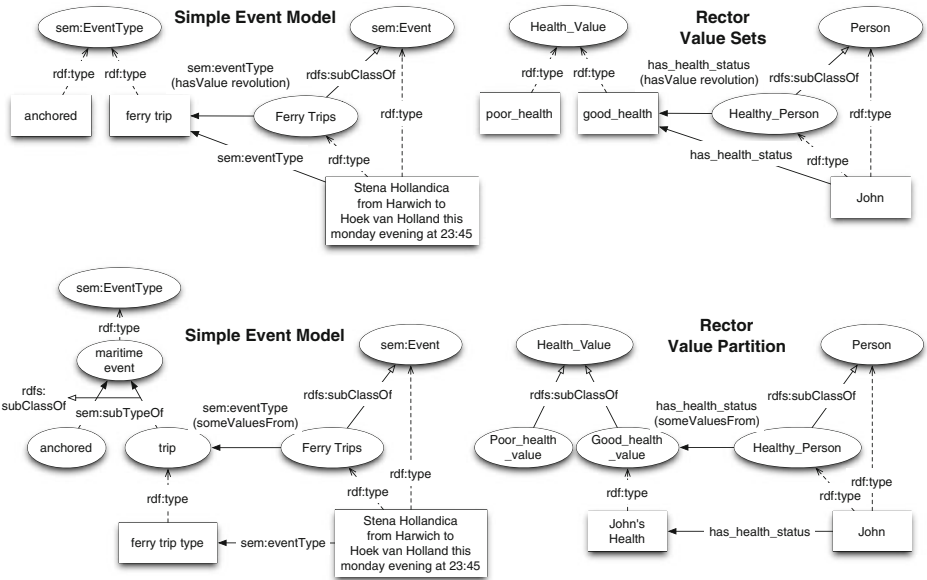 Simple Event Model
sem:EventType
sem:Event
rdf:type
rdf:type
sem:eventType
(hasValue revolution)
rdfs:subClassOf
anchored
ferry trip
Ferry Trips
rdf:type
rdf:type
sem:eventType
Stena Hollandica
from Harwich to
Hoek van Holland this
monday evening at 23:45
Rector
Value Sets
Health_Value
Person
rdf:type
rdf:type
has_health_status
(hasValue revolution)
rdfs:subClassOf
poor_health
good_health
Healthy_Person
rdf:type
rdf:type
has_health_status
John
sem:EventType
rdf:type
Simple Event Model
maritime
event
sem:Event
rdfs:
subClassOf
sem:subTypeOf
sem:eventType
(someValuesFrom)
rdfs:subClassOf
anchored
trip
Ferry Trips
rdf:type
rdf:type
rdf:type
ferry trip type
sem:eventType
Stena Hollandica
from Harwich to
Hoek van Holland this
monday evening at 23:45
Rector
Value Partition
Health_Value
Person
rdfs:subClassOf
has_health_status
(someValuesFrom)
rdfs:subClassOf
Poor_health
_value
Good_health
_value
Healthy_Person
rdf:type
rdf:type
rdf:type
John's
Health
has_health_status
John